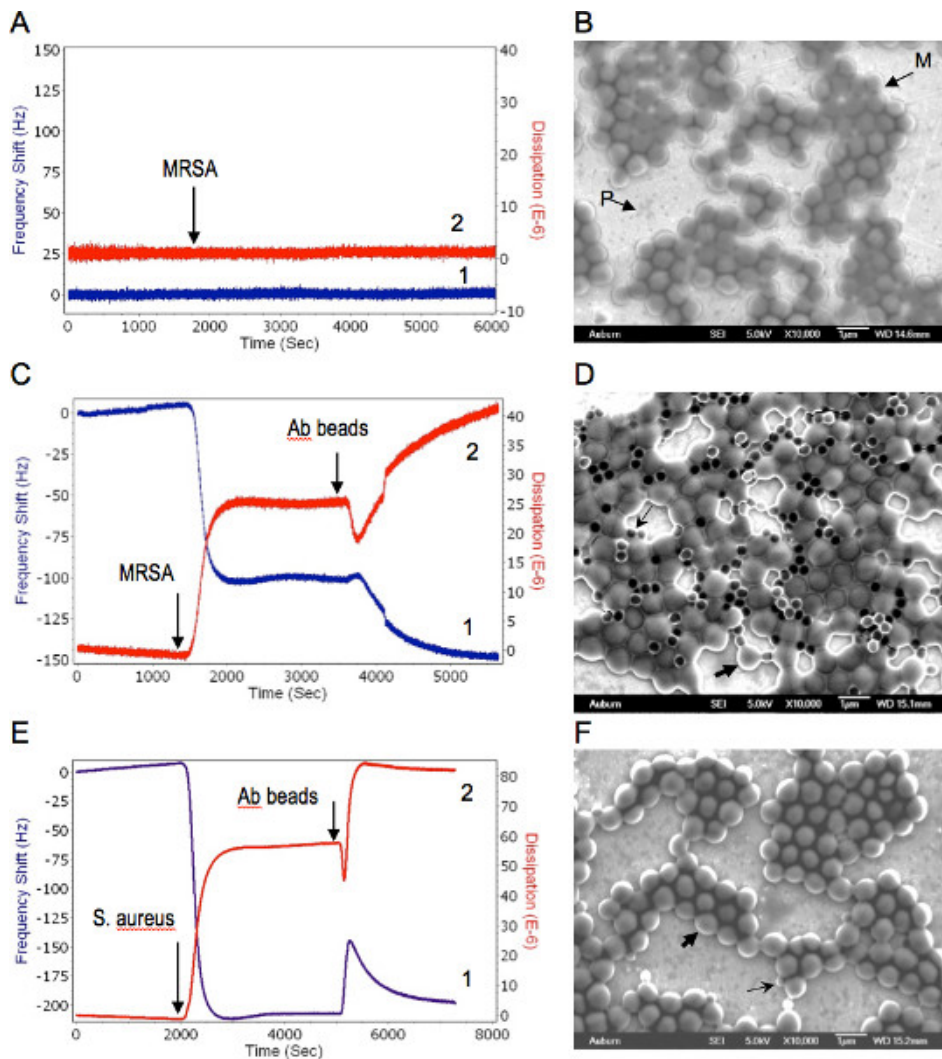 A
Frequency Shift (Hz)
150
125
100
75
50
25
0
MRSA
2
1
40
30
20
10
0
-10
Dissipation (E-6)
0 1000 2000 3000 4000 5000 6000
Time (Sec)
B
M
P
Auburn SEI 5.0kV X10,000 1µm WD 14.6mm
C
Frequency Shift (Hz)
0
-25
-50
-75
-100
-125
-150
MRSA
Ab beads
2
1
40
35
30
25
20
15
10
5
0
Dissipation (E-6)
0 1000 2000 3000 4000 5000
Time (Sec)
D
Auburn SEI 5.0kV X10,000 1µm WD 15.1mm
E
Frequency Shift (Hz)
0
-25
-50
-75
-100
-125
-150
-175
-200
S. aureus
Ab beads
2
1
80
70
60
50
40
30
20
10
0
Dissipation (E-6)
0 2000 4000 6000 8000
Time (Sec)
F
Auburn SEI 5.0kV X10,000 1µm WD 15.2mm